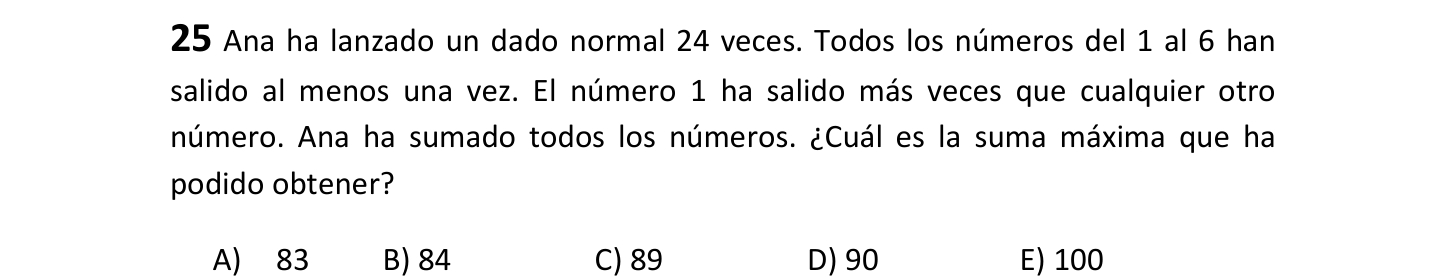 25 Ana ha lanzado un dado normal 24 veces. Todos los números del 1 al 6 han
salido al menos una vez. El número 1 ha salido más veces que cualquier otro
número. Ana ha sumado todos los números. ¿Cuál es la suma máxima que ha
podido obtener?
A) 83 B) 84 C) 89 D) 90 E) 100